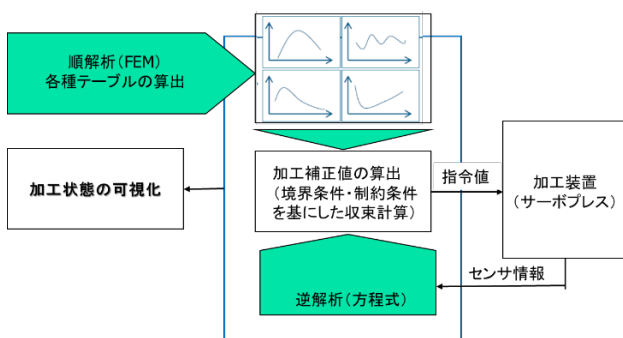 順解析(FEM)
各種テーブルの算出
加工状態の可視化
加工補正値の算出
(境界条件・制約条件
を基にした収束計算)
指令値
加工装置
(サーボプレス)
センサ情報
逆解析(方程式)